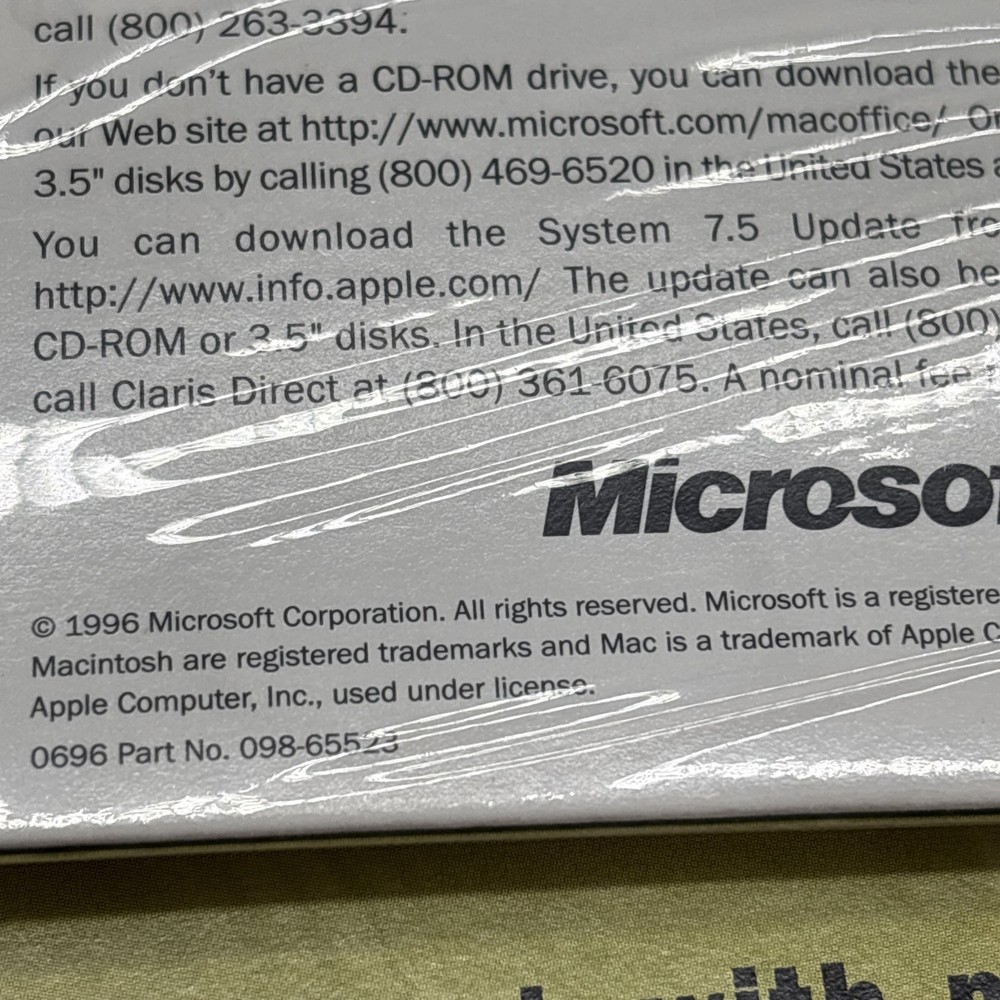 call (800) 263-3394.
If you don't have a CD-ROM drive, you can download the
our Web site at http://www.microsoft.com/macoffice/ Or
3.5" disks by calling (800) 469-6520 in the United States a
You can download the System 7.5 Update fro
http://www.info.apple.com/ The update can also be
CD-ROM or 3.5" disks. In the United States, call (800)
call Claris Direct at (800) 361-6075. A nominal fee
Microsof
© 1996 Microsoft Corporation. All rights reserved. Microsoft is a registere
Macintosh are registered trademarks and Mac is a trademark of Apple C
Apple Computer, Inc., used under license.
0696 Part No. 098-65523
with